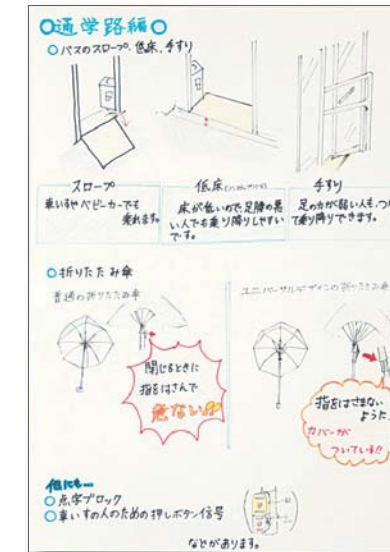 ○通学路編○
○バスのスロープ、低床、手すり
スロープ
車いすやベビーカーでも
乗れます。
低床
床が低いので、足腰の悪
い人でも乗り降りしやすい
です。
手すり
足の力が弱い人も、つか
て乗り降りできます。
○折りたたみ傘
普通の折りたたみ傘
閉じるときに
指をはさんで
危ない
ユニバーサルデザインの折りたたみ傘
指をはさまない
ように、
カバーが
ついている!!
他にも…
○点字ブロック
○車いすの人のための押しボタン信号
などがあります。